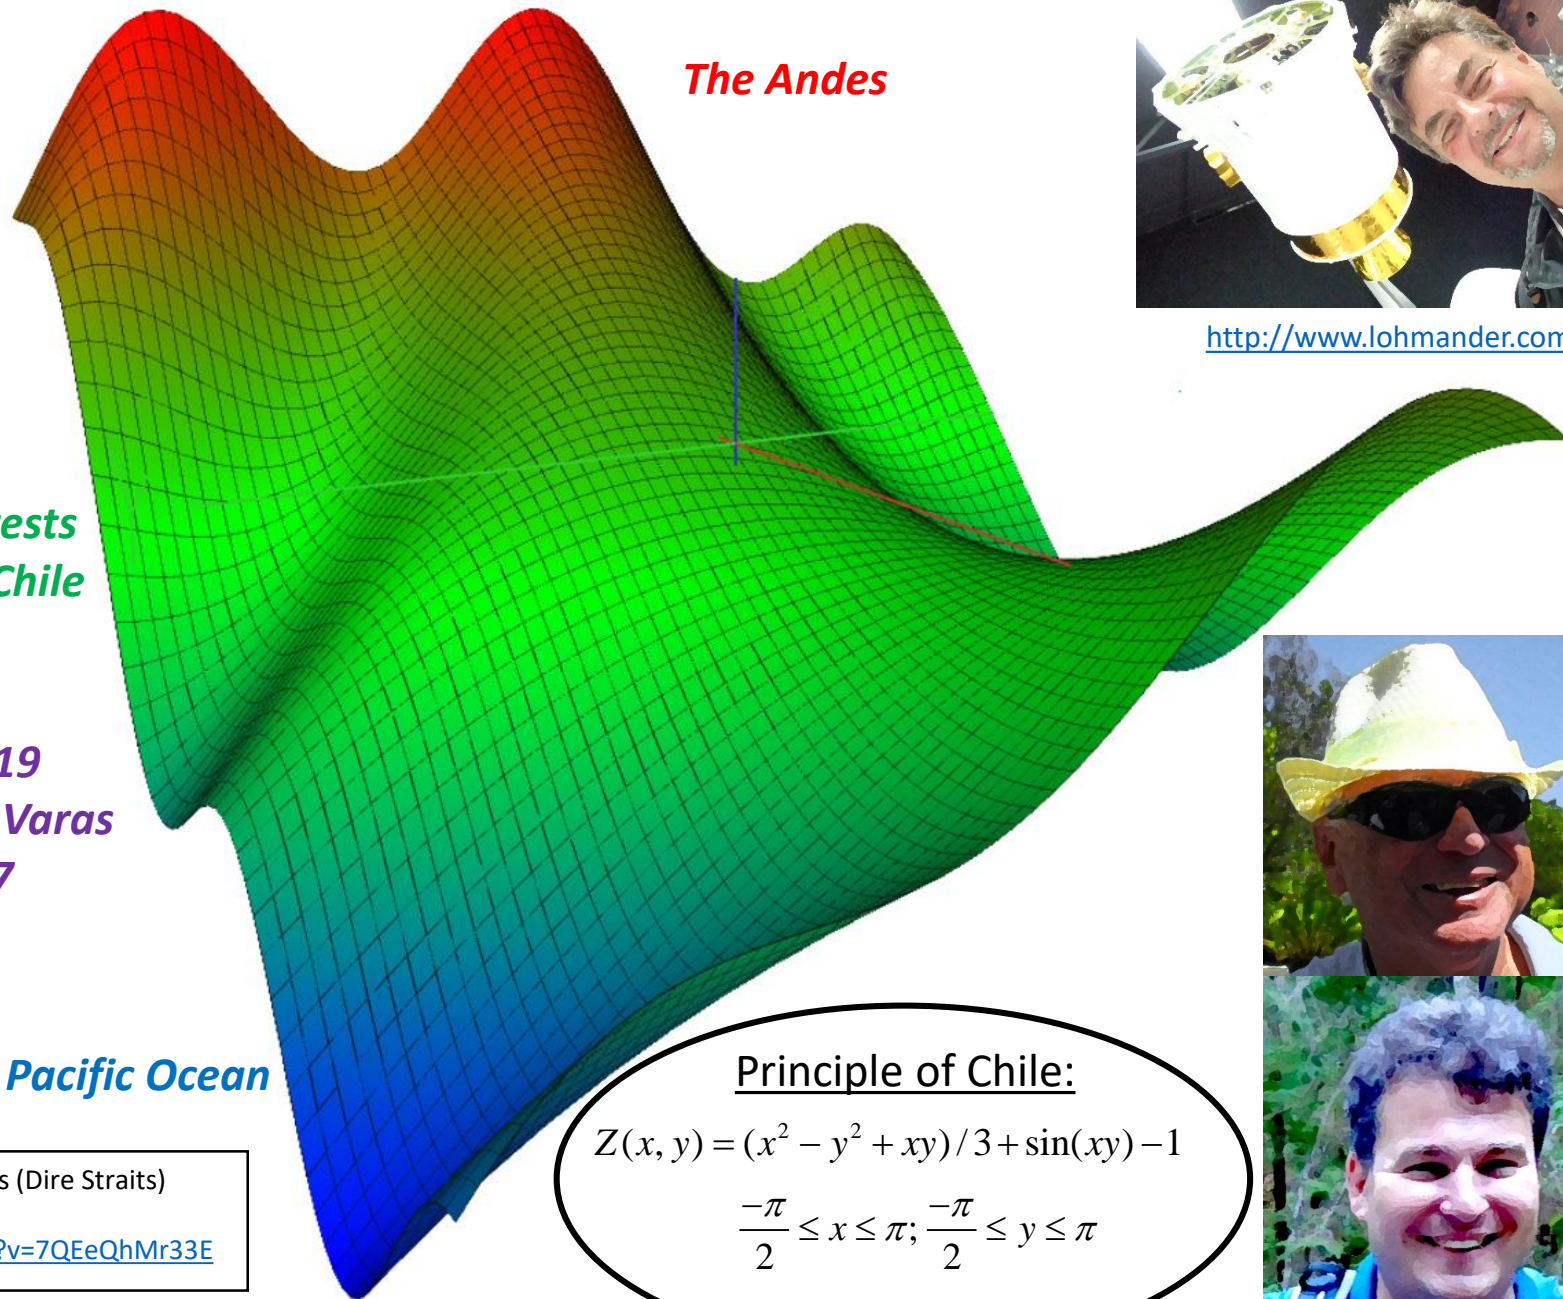 The Andes
http://www.lohmander.com
ests
Chile
19
Varas
7
Pacific Ocean
s (Dire Straits)
?v=7QEeQhMr33E
Principle of Chile:
Z(x, y) = (x² − y² + xy) / 3 + sin(xy) − 1
−π/2 ≤ x ≤ π; −π/2 ≤ y ≤ π